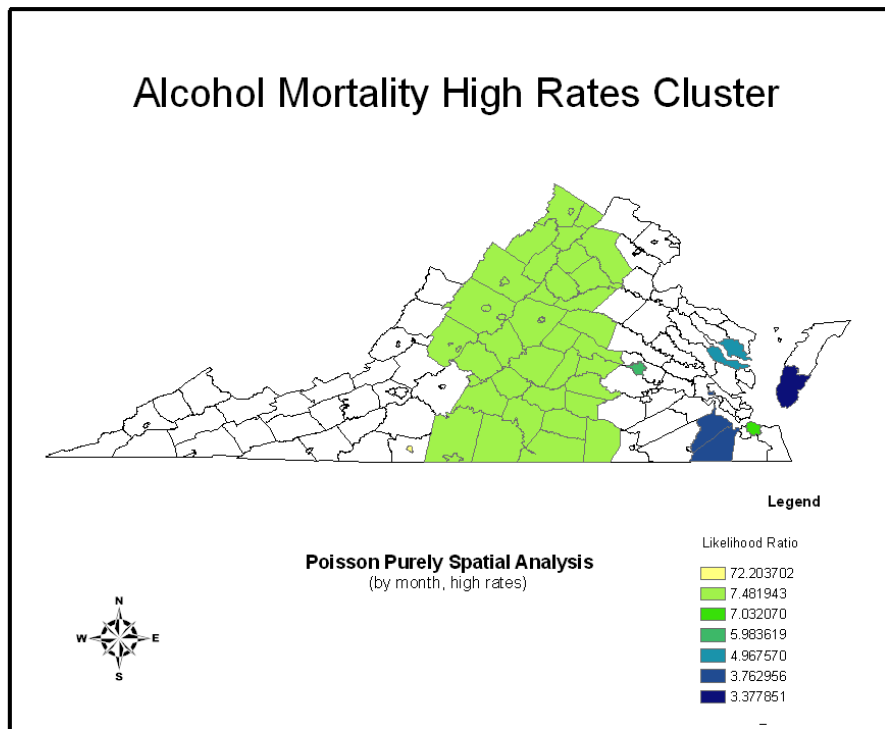 Alcohol Mortality High Rates Cluster
Legend
Likelihood Ratio
72.203702
7.481943
7.032070
5.983619
4.967570
3.762956
3.377851
Poisson Purely Spatial Analysis
(by month, high rates)
N
W E
S